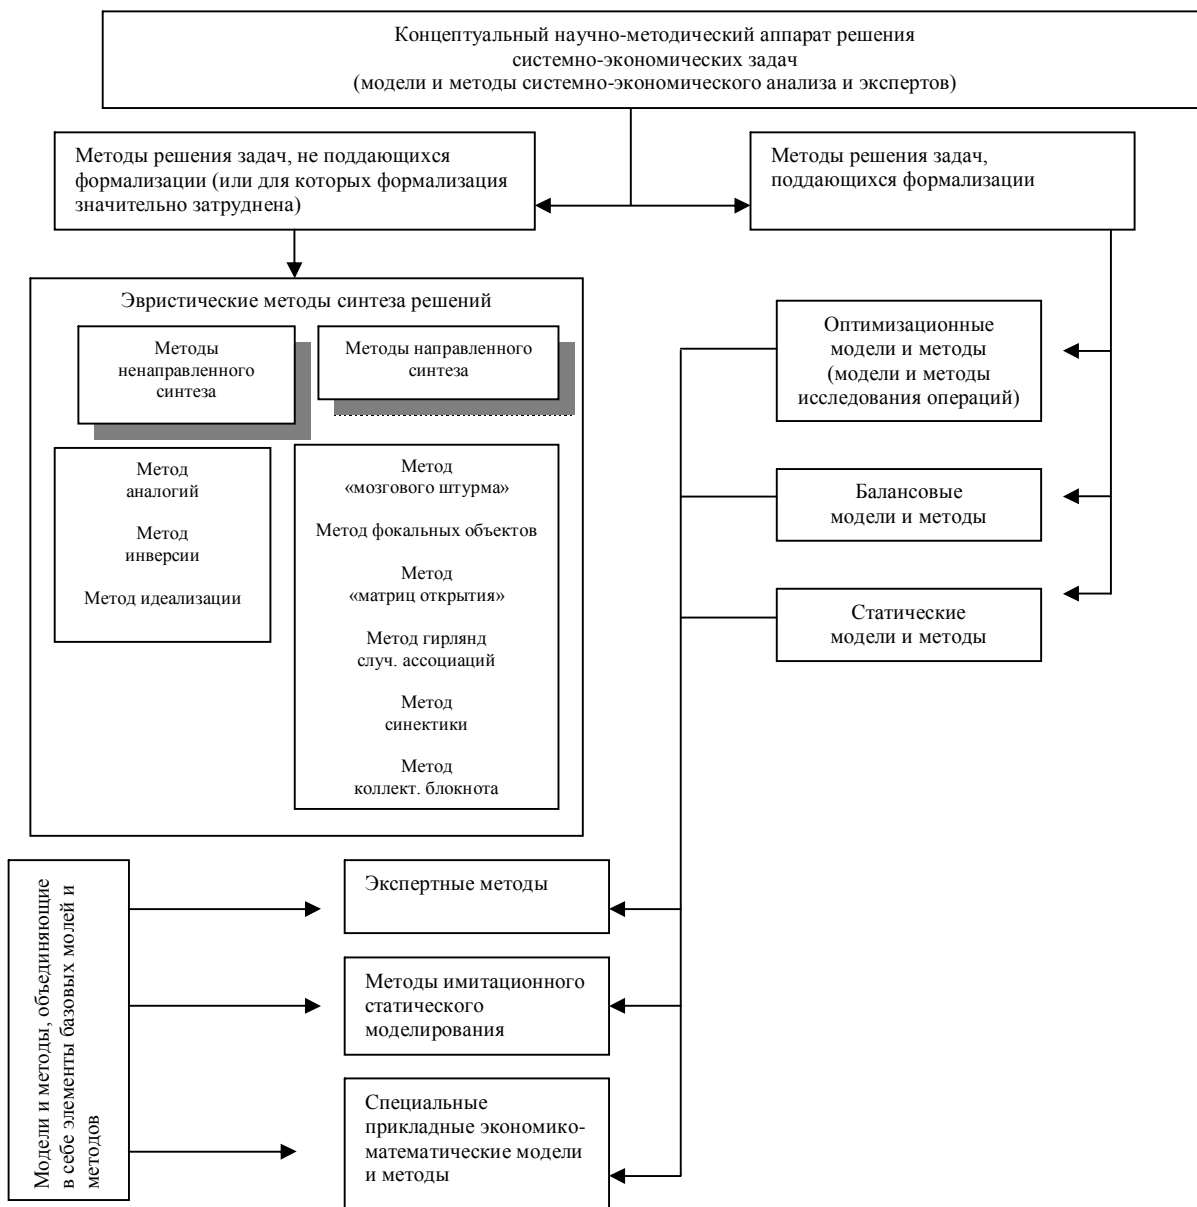 Концептуальный научно-методический аппарат решения
системно-экономических задач
(модели и методы системно-экономического анализа и экспертов)
Методы решения задач, не поддающихся
формализации (или для которых формализация
значительно затруднена)
Методы решения задач,
поддающихся формализации
Эвристические методы синтеза решений
Методы
ненаправленного
синтеза
Методы направленного
синтеза
Метод
аналогий
Метод
инверсии
Метод идеализации
Метод
«мозгового штурма»
Метод фокальных объектов
Метод
«матриц открытия»
Метод гирлянд
случ. ассоциаций
Метод
синектики
Метод
коллект. блокнота
Оптимизационные
модели и методы
(модели и методы
исследования операций)
Балансовые
модели и методы
Статические
модели и методы
Модели и методы, объединяющие
в себе элементы базовых молей и
методов
Экспертные методы
Методы имитационного
статического
моделирования
Специальные
прикладные экономико-
математические модели
и методы